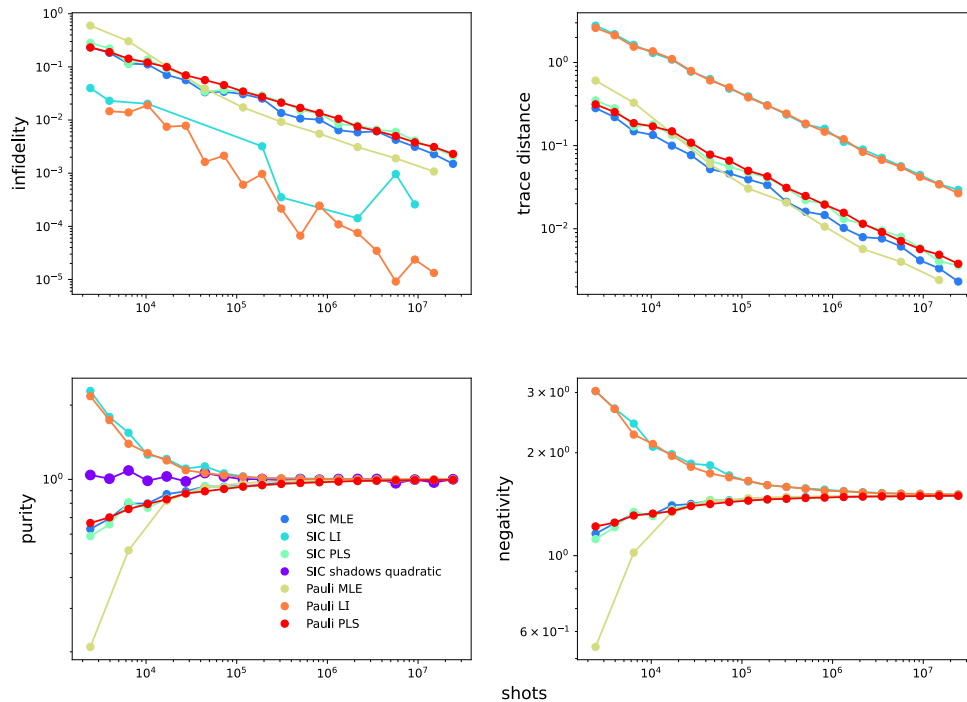 infidelity
10⁰
10⁻¹
10⁻²
10⁻³
10⁻⁴
10⁻⁵
10⁴
10⁵
10⁶
10⁷
trace distance
10⁰
10⁻¹
10⁻²
10⁴
10⁵
10⁶
10⁷
purity
10⁰
10⁴
10⁵
10⁶
10⁷
SIC MLE
SIC LI
SIC PLS
SIC shadows quadratic
Pauli MLE
Pauli LI
Pauli PLS
negativity
3 × 10⁰
2 × 10⁰
10⁰
6 × 10⁻¹
10⁴
10⁵
10⁶
10⁷
shots